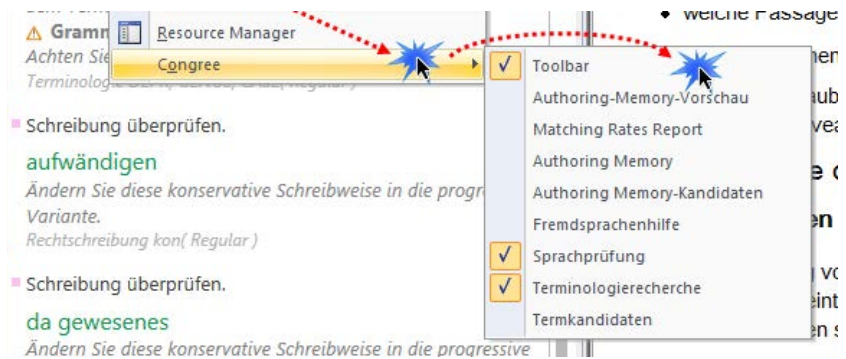 welche Passage
Gramm
Resource Manager
Achten Sie
Congree
Toolbar
Authoring-Memory-Vorschau
Matching Rates Report
Schreibung überprüfen.
Authoring Memory
aufwändigen
Authoring Memory-Kandidaten
Ändern Sie diese konservative Schreibweise in die progre
Variante.
Fremdsprachenhilfe
Rechtschreibung kon( Regular )
Sprachprüfung
Schreibung überprüfen.
Terminologierecherche
da gewesenes
Termkandidaten
Ändern Sie diese konservative Schreibweise in die progressive